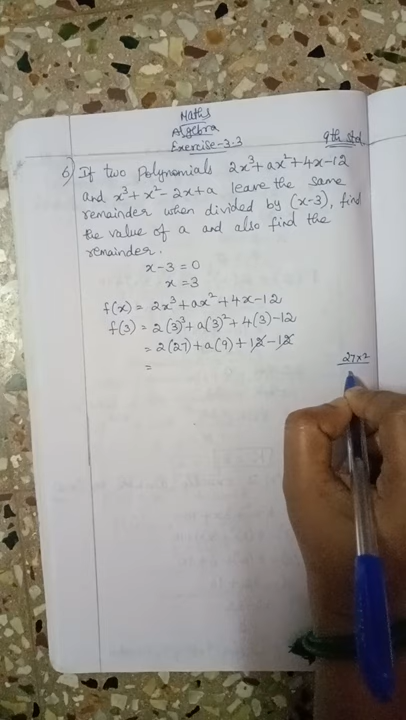 Maths
Algebra
Exercise-3.3
9th std
6) If two polynomials 2x³+ax²+4x-12
and x³+x²-2x+a leave the same
remainder when divided by (x-3), find
the value of a and also find the
remainder.
x-3=0
x=3
f(x) = 2x³+ax²+4x-12
f(3) = 2(3)³+a(3)²+4(3)-12
= 2(27)+a(9)+12-12
27x2
=